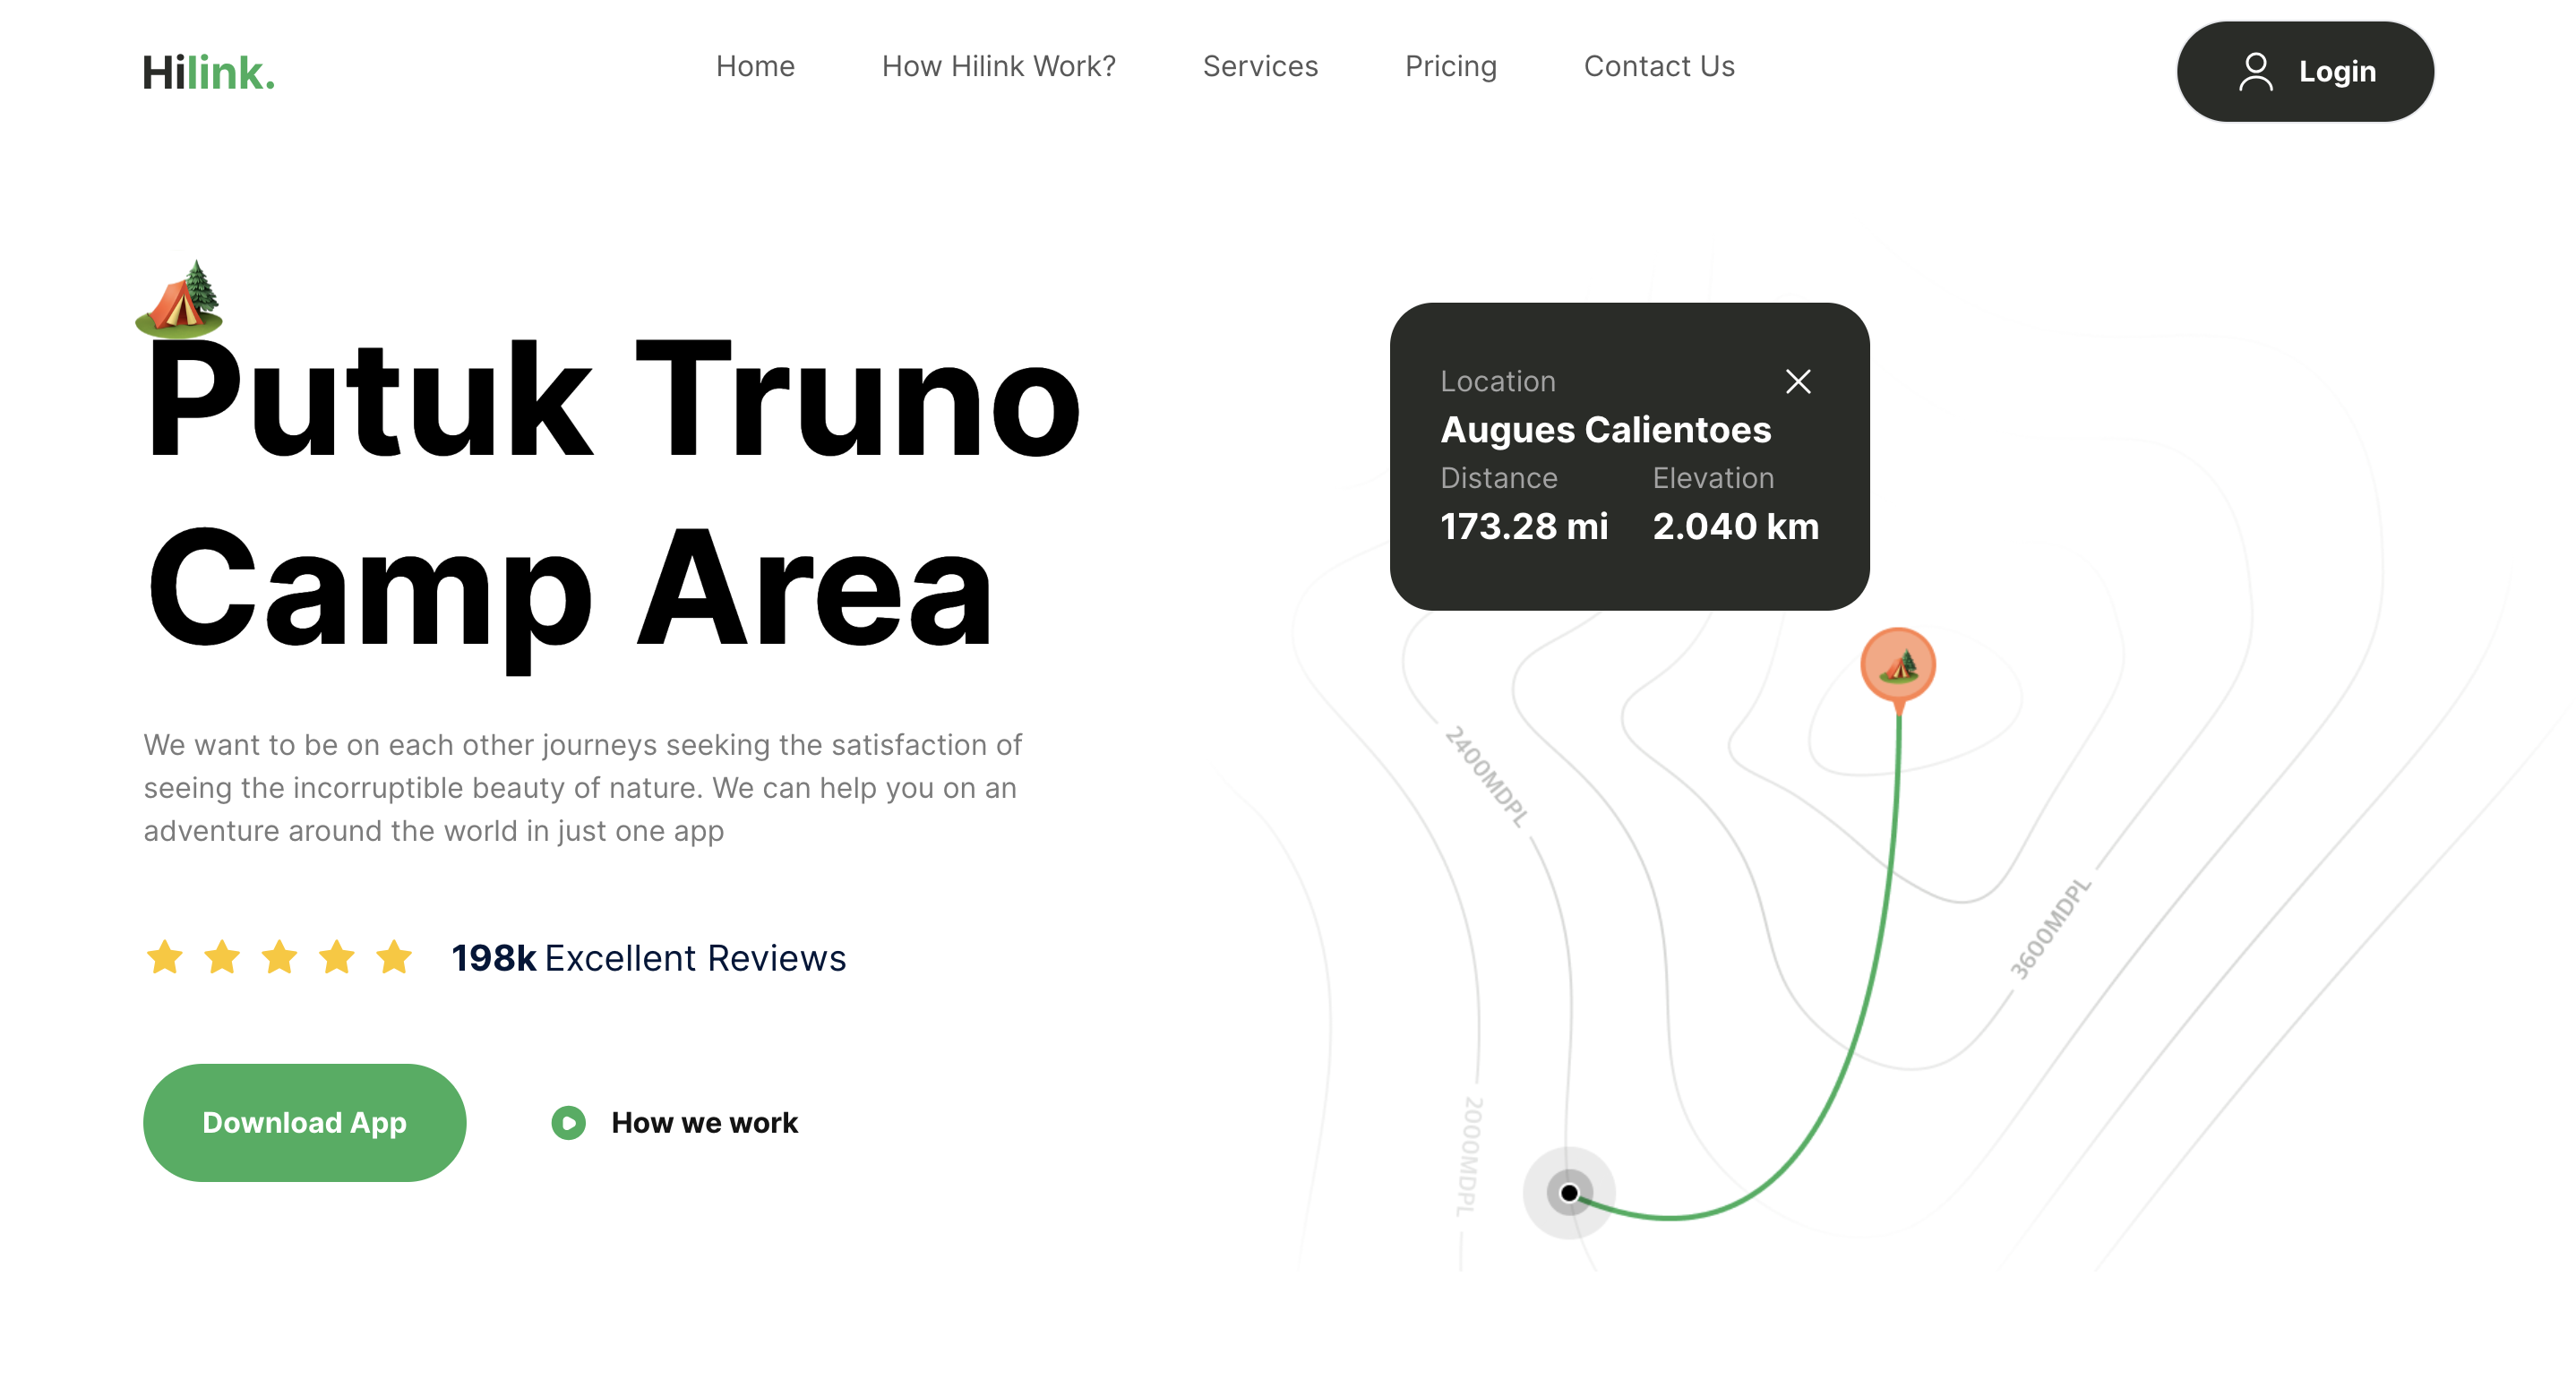 Hilink.
Home
How Hilink Work?
Services
Pricing
Contact Us
Login
Putuk Truno
Camp Area
We want to be on each other journeys seeking the satisfaction of
seeing the incorruptible beauty of nature. We can help you on an
adventure around the world in just one app
198k Excellent Reviews
Download App
How we work
Location
Augues Calientoes
Distance Elevation
173.28 mi 2.040 km
2400MDPL
3600MDPL
2000MDPL